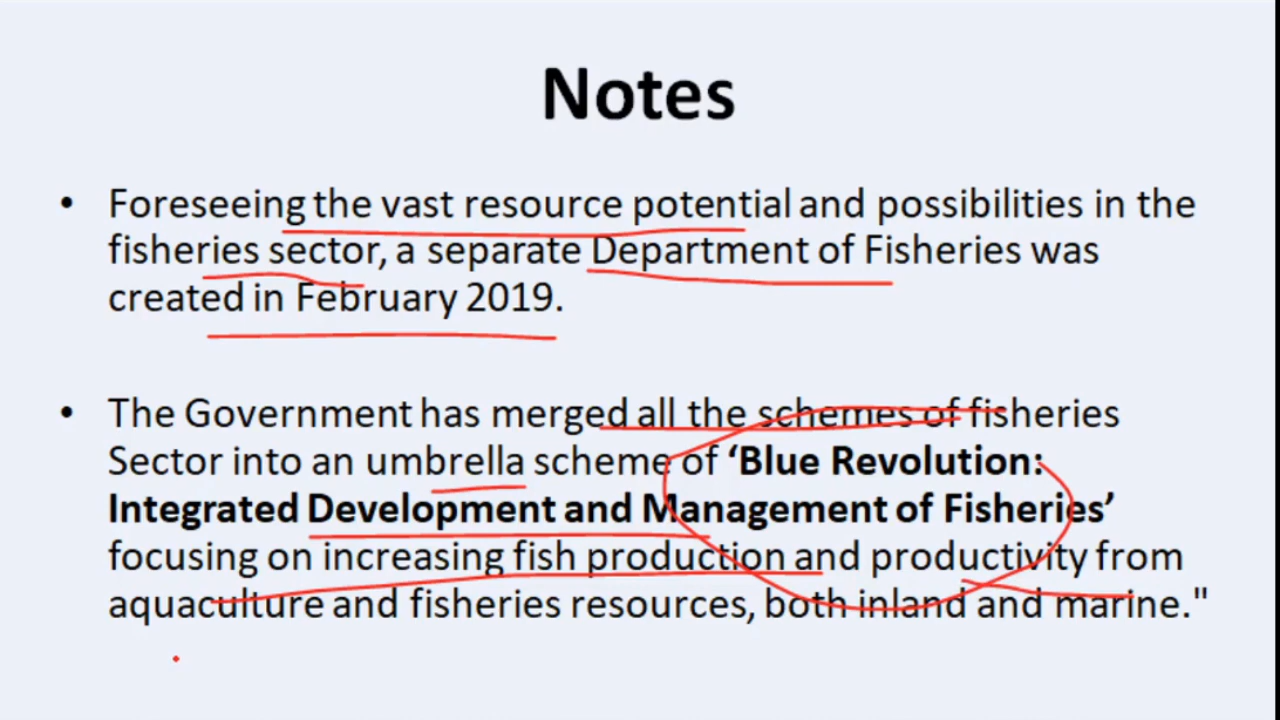 Notes
• Foreseeing the vast resource potential and possibilities in the
fisheries sector, a separate Department of Fisheries was
created in February 2019.
• The Government has merged all the schemes of fisheries
Sector into an umbrella scheme of ‘Blue Revolution:
Integrated Development and Management of Fisheries’
focusing on increasing fish production and productivity from
aquaculture and fisheries resources, both inland and marine."